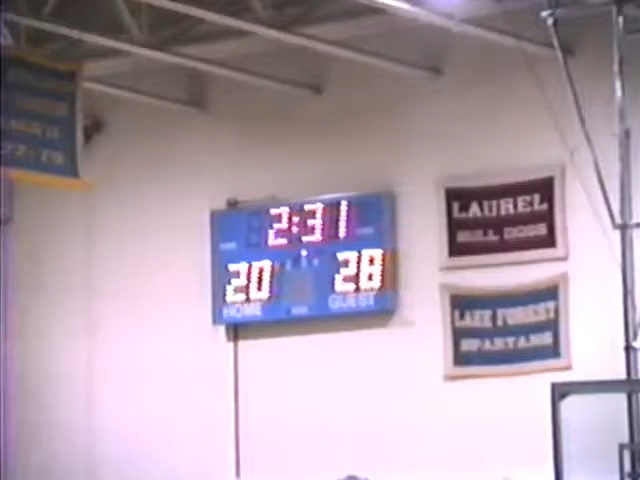 2:31
20 28
HOME GUEST
LAUREL
BULL DOGS
LAKE FOREST
SPARTANS